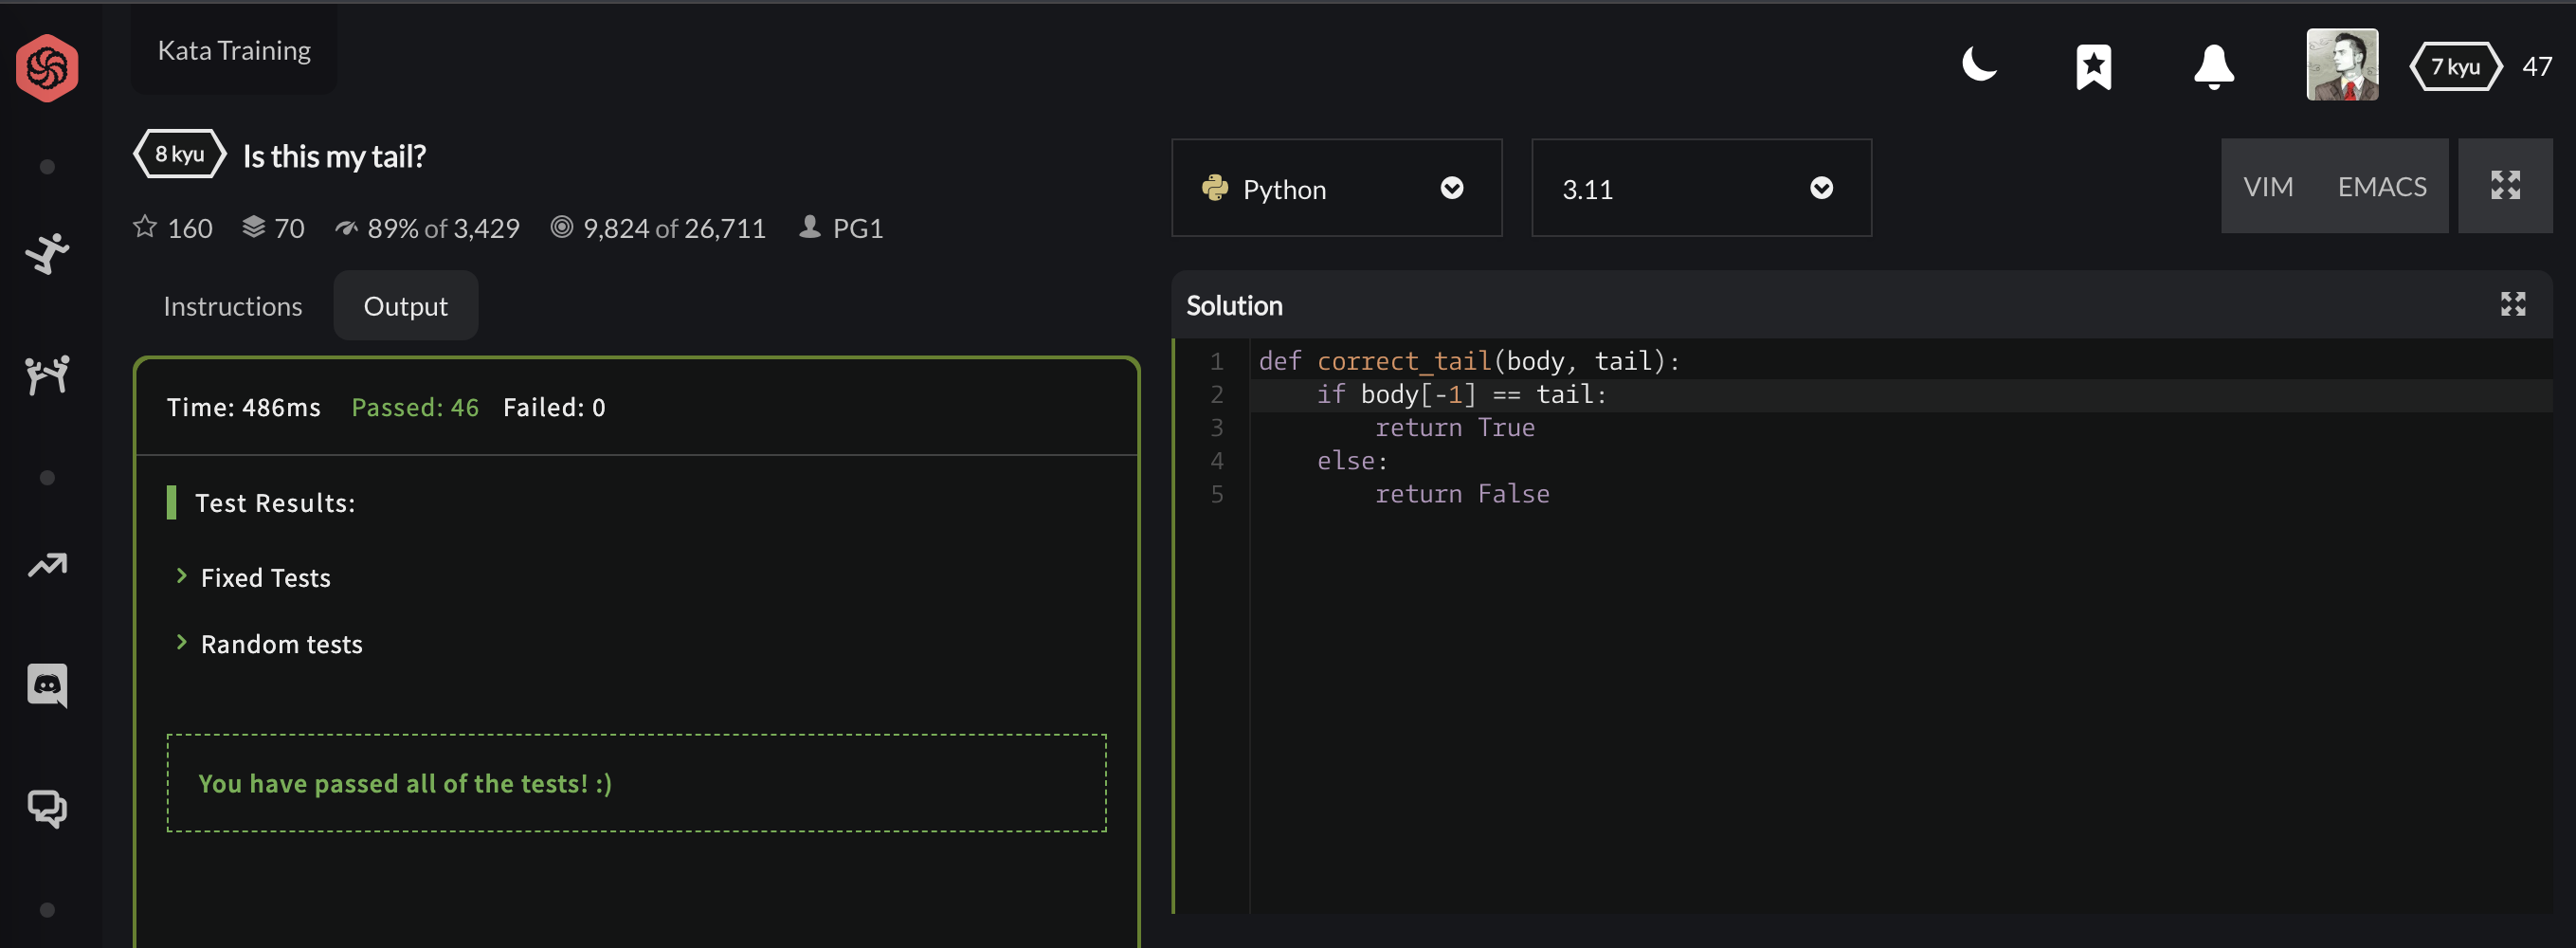 Kata Training
7 kyu 47
8 kyu Is this my tail?
160 70 89% of 3,429 9,824 of 26,711 PG1
Python 3.11 VIM EMACS
Instructions Output
Time: 486ms Passed: 46 Failed: 0
Test Results:
Fixed Tests
Random tests
You have passed all of the tests! :)
Solution
1 def correct_tail(body, tail):
2     if body[-1] == tail:
3         return True
4     else:
5         return False